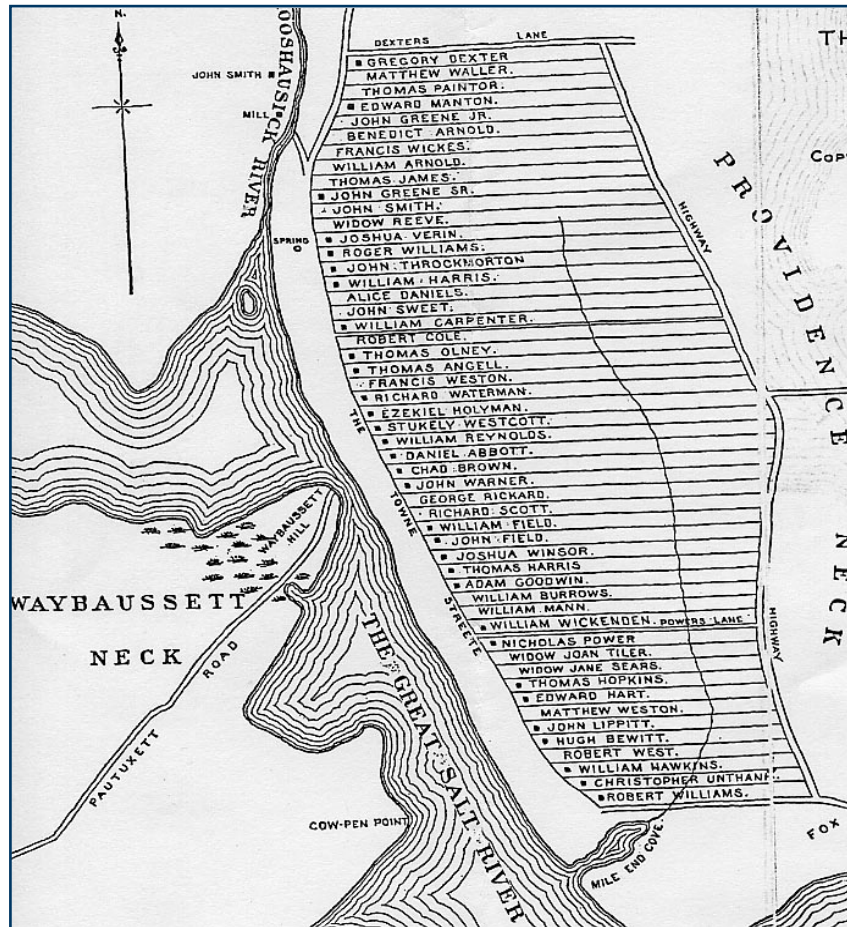 N.
DEXTERS LANE
TH
GREGORY DEXTER
MATTHEW WALLER.
JOHN SMITH
THOMAS PAINTOR.
EDWARD MANTON.
MILL
JOHN GREENE JR.
BENEDICT ARNOLD.
FRANCIS WICKES.
WILLIAM ARNOLD.
THOMAS JAMES.
JOHN GREENE SR.
JOHN SMITH.
WIDOW REEVE.
OOSHAUSICK RIVER
HIGHWAY
COP
SPRING
JOSHUA VERIN.
ROGER WILLIAMS.
JOHN THROCKMORTON
WILLIAM HARRIS.
ALICE DANIELS.
JOHN SWEET.
WILLIAM CARPENTER.
ROBERT COLE.
THOMAS OLNEY.
THOMAS ANGELL.
FRANCIS WESTON.
RICHARD WATERMAN.
EZEKIEL HOLYMAN.
STUKELY WESTCOTT.
WILLIAM REYNOLDS.
DANIEL ABBOTT.
CHAD BROWN.
JOHN WARNER.
GEORGE RICKARD.
RICHARD SCOTT.
WILLIAM FIELD.
JOHN FIELD.
JOSHUA WINSOR.
THOMAS HARRIS
ADAM GOODWIN.
WILLIAM BURROWS.
WILLIAM MANN.
WILLIAM WICKENDEN. POWERS LANE
NICHOLAS POWER
WIDOW JOAN TILER.
WIDOW JANE SEARS.
THOMAS HOPKINS.
EDWARD HART.
MATTHEW WESTON.
JOHN LIPPITT.
HUGH BEWITT.
ROBERT WEST.
WILLIAM HAWKINS.
CHRISTOPHER UNTHANK.
ROBERT WILLIAMS.
THE TOWNE STREETE
PROVIDENCE NECK
HIGHWAY
WAYBAUSSETT HILL
WAYBAUSSETT
NECK
PAUTUXETT ROAD
THE GREAT SALT RIVER
COW-PEN POINT
MILE END COVE.
FOX